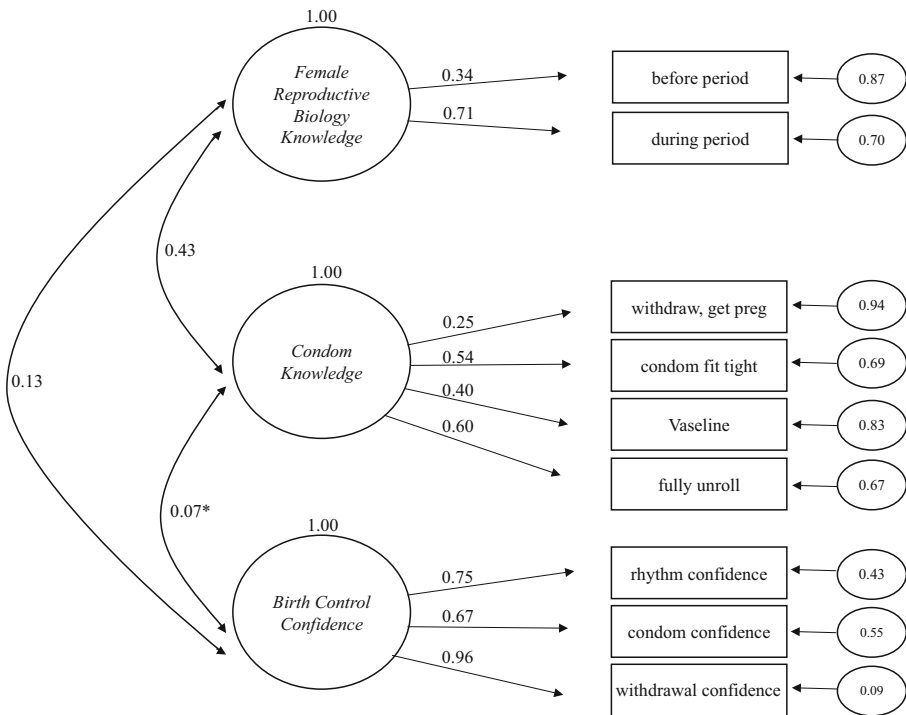 1.00
Female
Reproductive
Biology
Knowledge
0.34
before period
0.87
0.71
during period
0.70
0.43
1.00
Condom
Knowledge
0.25
withdraw, get preg
0.94
0.54
condom fit tight
0.69
0.40
Vaseline
0.83
0.60
fully unroll
0.67
0.13
0.07*
1.00
Birth Control
Confidence
0.75
rhythm confidence
0.43
0.67
condom confidence
0.55
0.96
withdrawal confidence
0.09